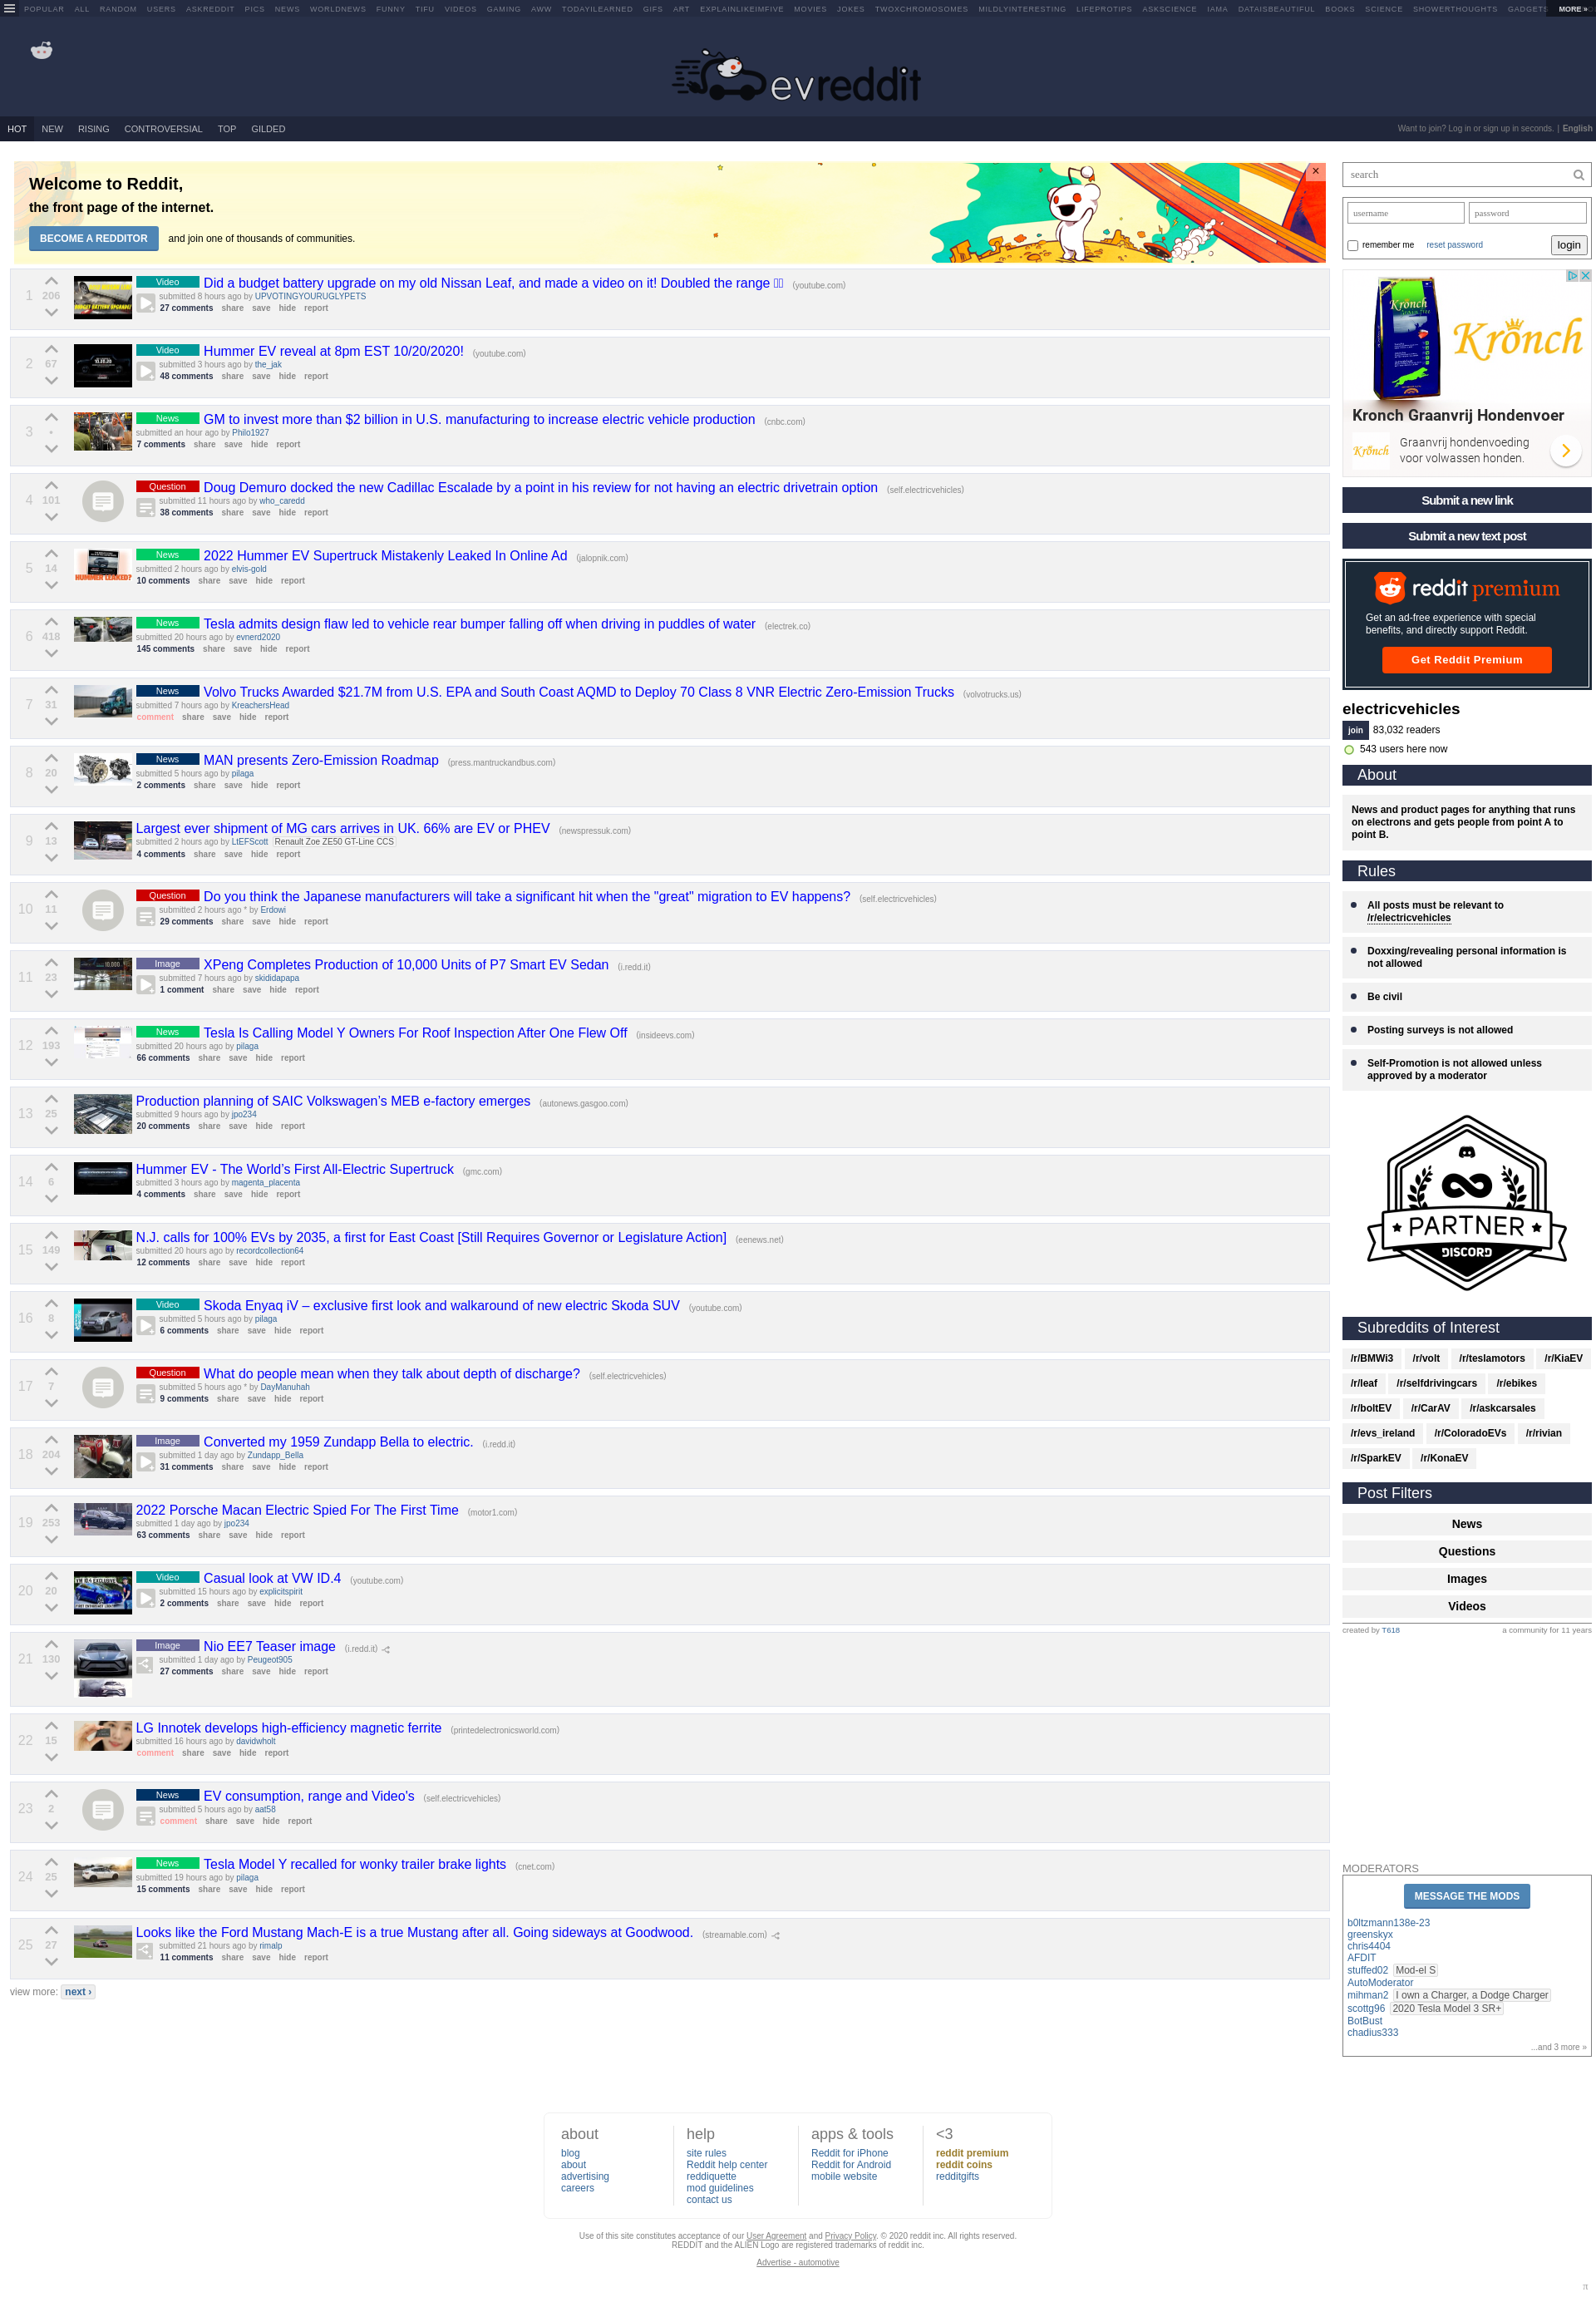 POPULAR ALL RANDOM USERS ASKREDDIT PICS NEWS WORLDNEWS FUNNY TIFU VIDEOS GAMING AWW TODAYILEARNED GIFS ART EXPLAINLIKEIMFIVE MOVIES JOKES TWOXCHROMOSOMES MILDLYINTERESTING LIFEPROTIPS ASKSCIENCE IAMA DATAISBEAUTIFUL BOOKS SCIENCE SHOWERTHOUGHTS GADGETS MORE »
evreddit
HOT NEW RISING CONTROVERSIAL TOP GILDED
Want to join? Log in or sign up in seconds. | English
Welcome to Reddit,
the front page of the internet.
BECOME A REDDITOR and join one of thousands of communities.
×
1 206
Video Did a budget battery upgrade on my old Nissan Leaf, and made a video on it! Doubled the range (youtube.com)
submitted 8 hours ago by UPVOTINGYOURUGLYPETS
27 comments share save hide report
2 67
Video Hummer EV reveal at 8pm EST 10/20/2020! (youtube.com)
submitted 3 hours ago by the_jak
48 comments share save hide report
3 •
News GM to invest more than $2 billion in U.S. manufacturing to increase electric vehicle production (cnbc.com)
submitted an hour ago by Philo1927
7 comments share save hide report
4 101
Question Doug Demuro docked the new Cadillac Escalade by a point in his review for not having an electric drivetrain option (self.electricvehicles)
submitted 11 hours ago by who_caredd
38 comments share save hide report
5 14
HUMMER LEAKED?
News 2022 Hummer EV Supertruck Mistakenly Leaked In Online Ad (jalopnik.com)
submitted 2 hours ago by elvis-gold
10 comments share save hide report
6 418
News Tesla admits design flaw led to vehicle rear bumper falling off when driving in puddles of water (electrek.co)
submitted 20 hours ago by evnerd2020
145 comments share save hide report
7 31
News Volvo Trucks Awarded $21.7M from U.S. EPA and South Coast AQMD to Deploy 70 Class 8 VNR Electric Zero-Emission Trucks (volvotrucks.us)
submitted 7 hours ago by KreachersHead
comment share save hide report
8 20
News MAN presents Zero-Emission Roadmap (press.mantruckandbus.com)
submitted 5 hours ago by pilaga
2 comments share save hide report
9 13
Largest ever shipment of MG cars arrives in UK. 66% are EV or PHEV (newspressuk.com)
submitted 2 hours ago by LtEFScott Renault Zoe ZE50 GT-Line CCS
4 comments share save hide report
10 11
Question Do you think the Japanese manufacturers will take a significant hit when the "great" migration to EV happens? (self.electricvehicles)
submitted 2 hours ago * by Erdowi
29 comments share save hide report
11 23
Image XPeng Completes Production of 10,000 Units of P7 Smart EV Sedan (i.redd.it)
submitted 7 hours ago by skididapapa
1 comment share save hide report
12 193
News Tesla Is Calling Model Y Owners For Roof Inspection After One Flew Off (insideevs.com)
submitted 20 hours ago by pilaga
66 comments share save hide report
13 25
Production planning of SAIC Volkswagen's MEB e-factory emerges (autonews.gasgoo.com)
submitted 9 hours ago by jpo234
20 comments share save hide report
14 6
Hummer EV - The World's First All-Electric Supertruck (gmc.com)
submitted 3 hours ago by magenta_placenta
4 comments share save hide report
15 149
N.J. calls for 100% EVs by 2035, a first for East Coast [Still Requires Governor or Legislature Action] (eenews.net)
submitted 20 hours ago by recordcollection64
12 comments share save hide report
16 8
Video Skoda Enyaq iV – exclusive first look and walkaround of new electric Skoda SUV (youtube.com)
submitted 5 hours ago by pilaga
6 comments share save hide report
17 7
Question What do people mean when they talk about depth of discharge? (self.electricvehicles)
submitted 5 hours ago * by DayManuhah
9 comments share save hide report
18 204
Image Converted my 1959 Zundapp Bella to electric. (i.redd.it)
submitted 1 day ago by Zundapp_Bella
31 comments share save hide report
19 253
2022 Porsche Macan Electric Spied For The First Time (motor1.com)
submitted 1 day ago by jpo234
63 comments share save hide report
20 20
Video Casual look at VW ID.4 (youtube.com)
submitted 15 hours ago by explicitspirit
2 comments share save hide report
21 130
Image Nio EE7 Teaser image (i.redd.it)
submitted 1 day ago by Peugeot905
27 comments share save hide report
22 15
LG Innotek develops high-efficiency magnetic ferrite (printedelectronicsworld.com)
submitted 16 hours ago by davidwholt
comment share save hide report
23 2
News EV consumption, range and Video's (self.electricvehicles)
submitted 5 hours ago by aat58
comment share save hide report
24 25
News Tesla Model Y recalled for wonky trailer brake lights (cnet.com)
submitted 19 hours ago by pilaga
15 comments share save hide report
25 27
Looks like the Ford Mustang Mach-E is a true Mustang after all. Going sideways at Goodwood. (streamable.com)
submitted 21 hours ago by rimalp
11 comments share save hide report
view more: next ›
search
username password
remember me reset password login
Kronch
Krönch
Kronch Graanvrij Hondenvoer
Krönch
Graanvrij hondenvoeding
voor volwassen honden.
Submit a new link
Submit a new text post
reddit premium
Get an ad-free experience with special
benefits, and directly support Reddit.
Get Reddit Premium
electricvehicles
join 83,032 readers
543 users here now
About
News and product pages for anything that runs
on electrons and gets people from point A to
point B.
Rules
All posts must be relevant to
/r/electricvehicles
Doxxing/revealing personal information is
not allowed
Be civil
Posting surveys is not allowed
Self-Promotion is not allowed unless
approved by a moderator
PARTNER
DISCORD
Subreddits of Interest
/r/BMWi3 /r/volt /r/teslamotors /r/KiaEV
/r/leaf /r/selfdrivingcars /r/ebikes
/r/boltEV /r/CarAV /r/askcarsales
/r/evs_ireland /r/ColoradoEVs /r/rivian
/r/SparkEV /r/KonaEV
Post Filters
News
Questions
Images
Videos
created by T618 a community for 11 years
MODERATORS
MESSAGE THE MODS
b0ltzmann138e-23
greenskyx
chris4404
AFDIT
stuffed02 Mod-el S
AutoModerator
mihman2 I own a Charger, a Dodge Charger
scottg96 2020 Tesla Model 3 SR+
BotBust
chadius333
...and 3 more »
about
blog
about
advertising
careers
help
site rules
Reddit help center
reddiquette
mod guidelines
contact us
apps & tools
Reddit for iPhone
Reddit for Android
mobile website
<3
reddit premium
reddit coins
redditgifts
Use of this site constitutes acceptance of our User Agreement and Privacy Policy. © 2020 reddit inc. All rights reserved.
REDDIT and the ALIEN Logo are registered trademarks of reddit inc.
Advertise - automotive
π